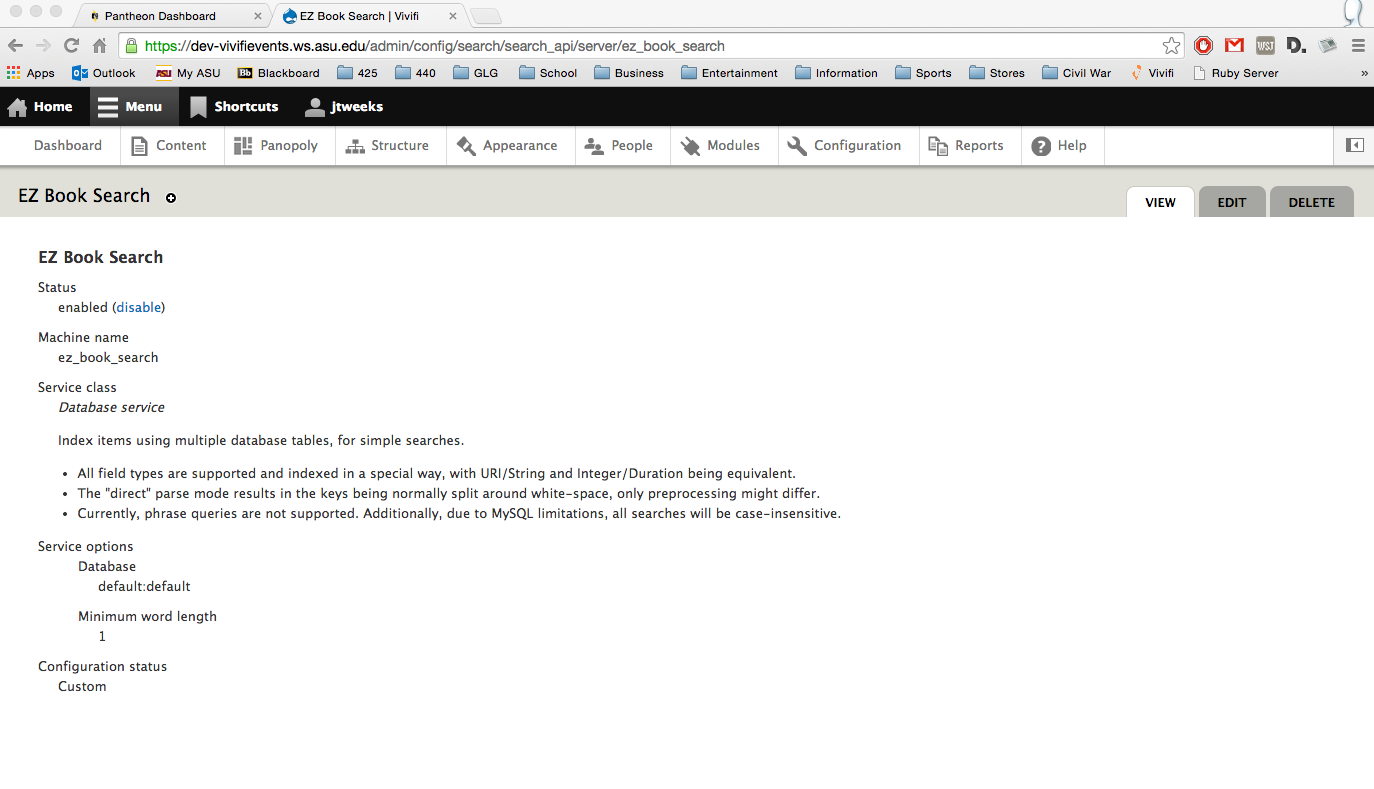 Pantheon Dashboard
EZ Book Search | Vivifi
https://dev-vivifievents.ws.asu.edu/admin/config/search/search_api/server/ez_book_search
WSJ D.
Apps Outlook ASU My ASU Bb Blackboard 425 440 GLG School Business Entertainment Information Sports Stores Civil War Vivifi Ruby Server »
Home Menu Shortcuts jtweeks
Dashboard Content Panopoly Structure Appearance People Modules Configuration Reports ? Help
EZ Book Search
VIEW EDIT DELETE
EZ Book Search
Status
enabled (disable)
Machine name
ez_book_search
Service class
Database service
Index items using multiple database tables, for simple searches.
• All field types are supported and indexed in a special way, with URI/String and Integer/Duration being equivalent.
• The "direct" parse mode results in the keys being normally split around white-space, only preprocessing might differ.
• Currently, phrase queries are not supported. Additionally, due to MySQL limitations, all searches will be case-insensitive.
Service options
Database
default:default
Minimum word length
1
Configuration status
Custom